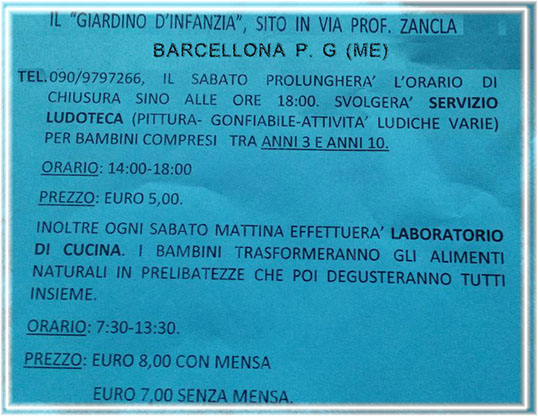 IL "GIARDINO D'INFANZIA", SITO IN VIA PROF. ZANCLA
BARCELLONA P. G (ME)
TEL.090/9797266, IL SABATO PROLUNGHERA' L'ORARIO DI
CHIUSURA SINO ALLE ORE 18:00. SVOLGERA' SERVIZIO
LUDOTECA (PITTURA- GONFIABILE-ATTIVITA' LUDICHE VARIE)
PER BAMBINI COMPRESI TRA ANNI 3 E ANNI 10.
ORARIO: 14:00-18:00
PREZZO: EURO 5,00.
INOLTRE OGNI SABATO MATTINA EFFETTUERA' LABORATORIO
DI CUCINA. I BAMBINI TRASFORMERANNO GLI ALIMENTI
NATURALI IN PRELIBATEZZE CHE POI DEGUSTERANNO TUTTI
INSIEME.
ORARIO: 7:30-13:30.
PREZZO: EURO 8,00 CON MENSA
EURO 7,00 SENZA MENSA.